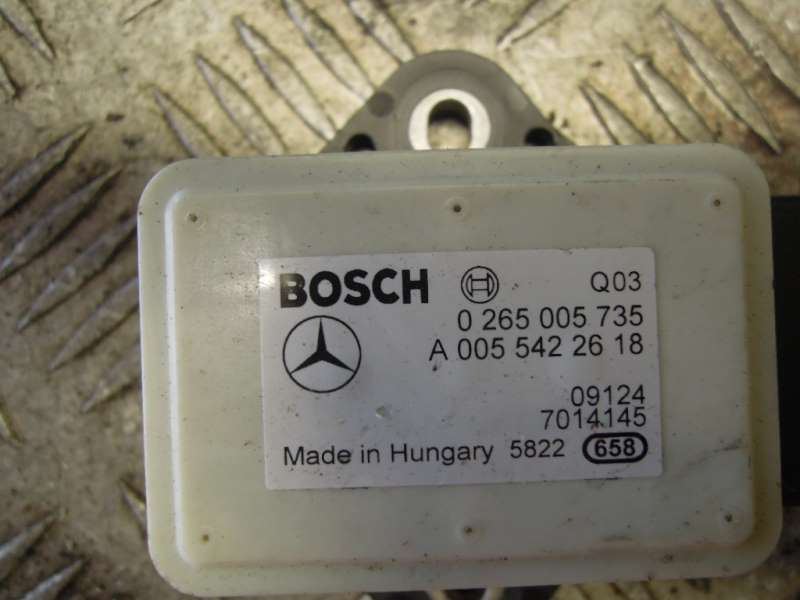 BOSCH Q03
0 265 005 735
A 005 542 26 18
09124
7014145
Made in Hungary 5822 658